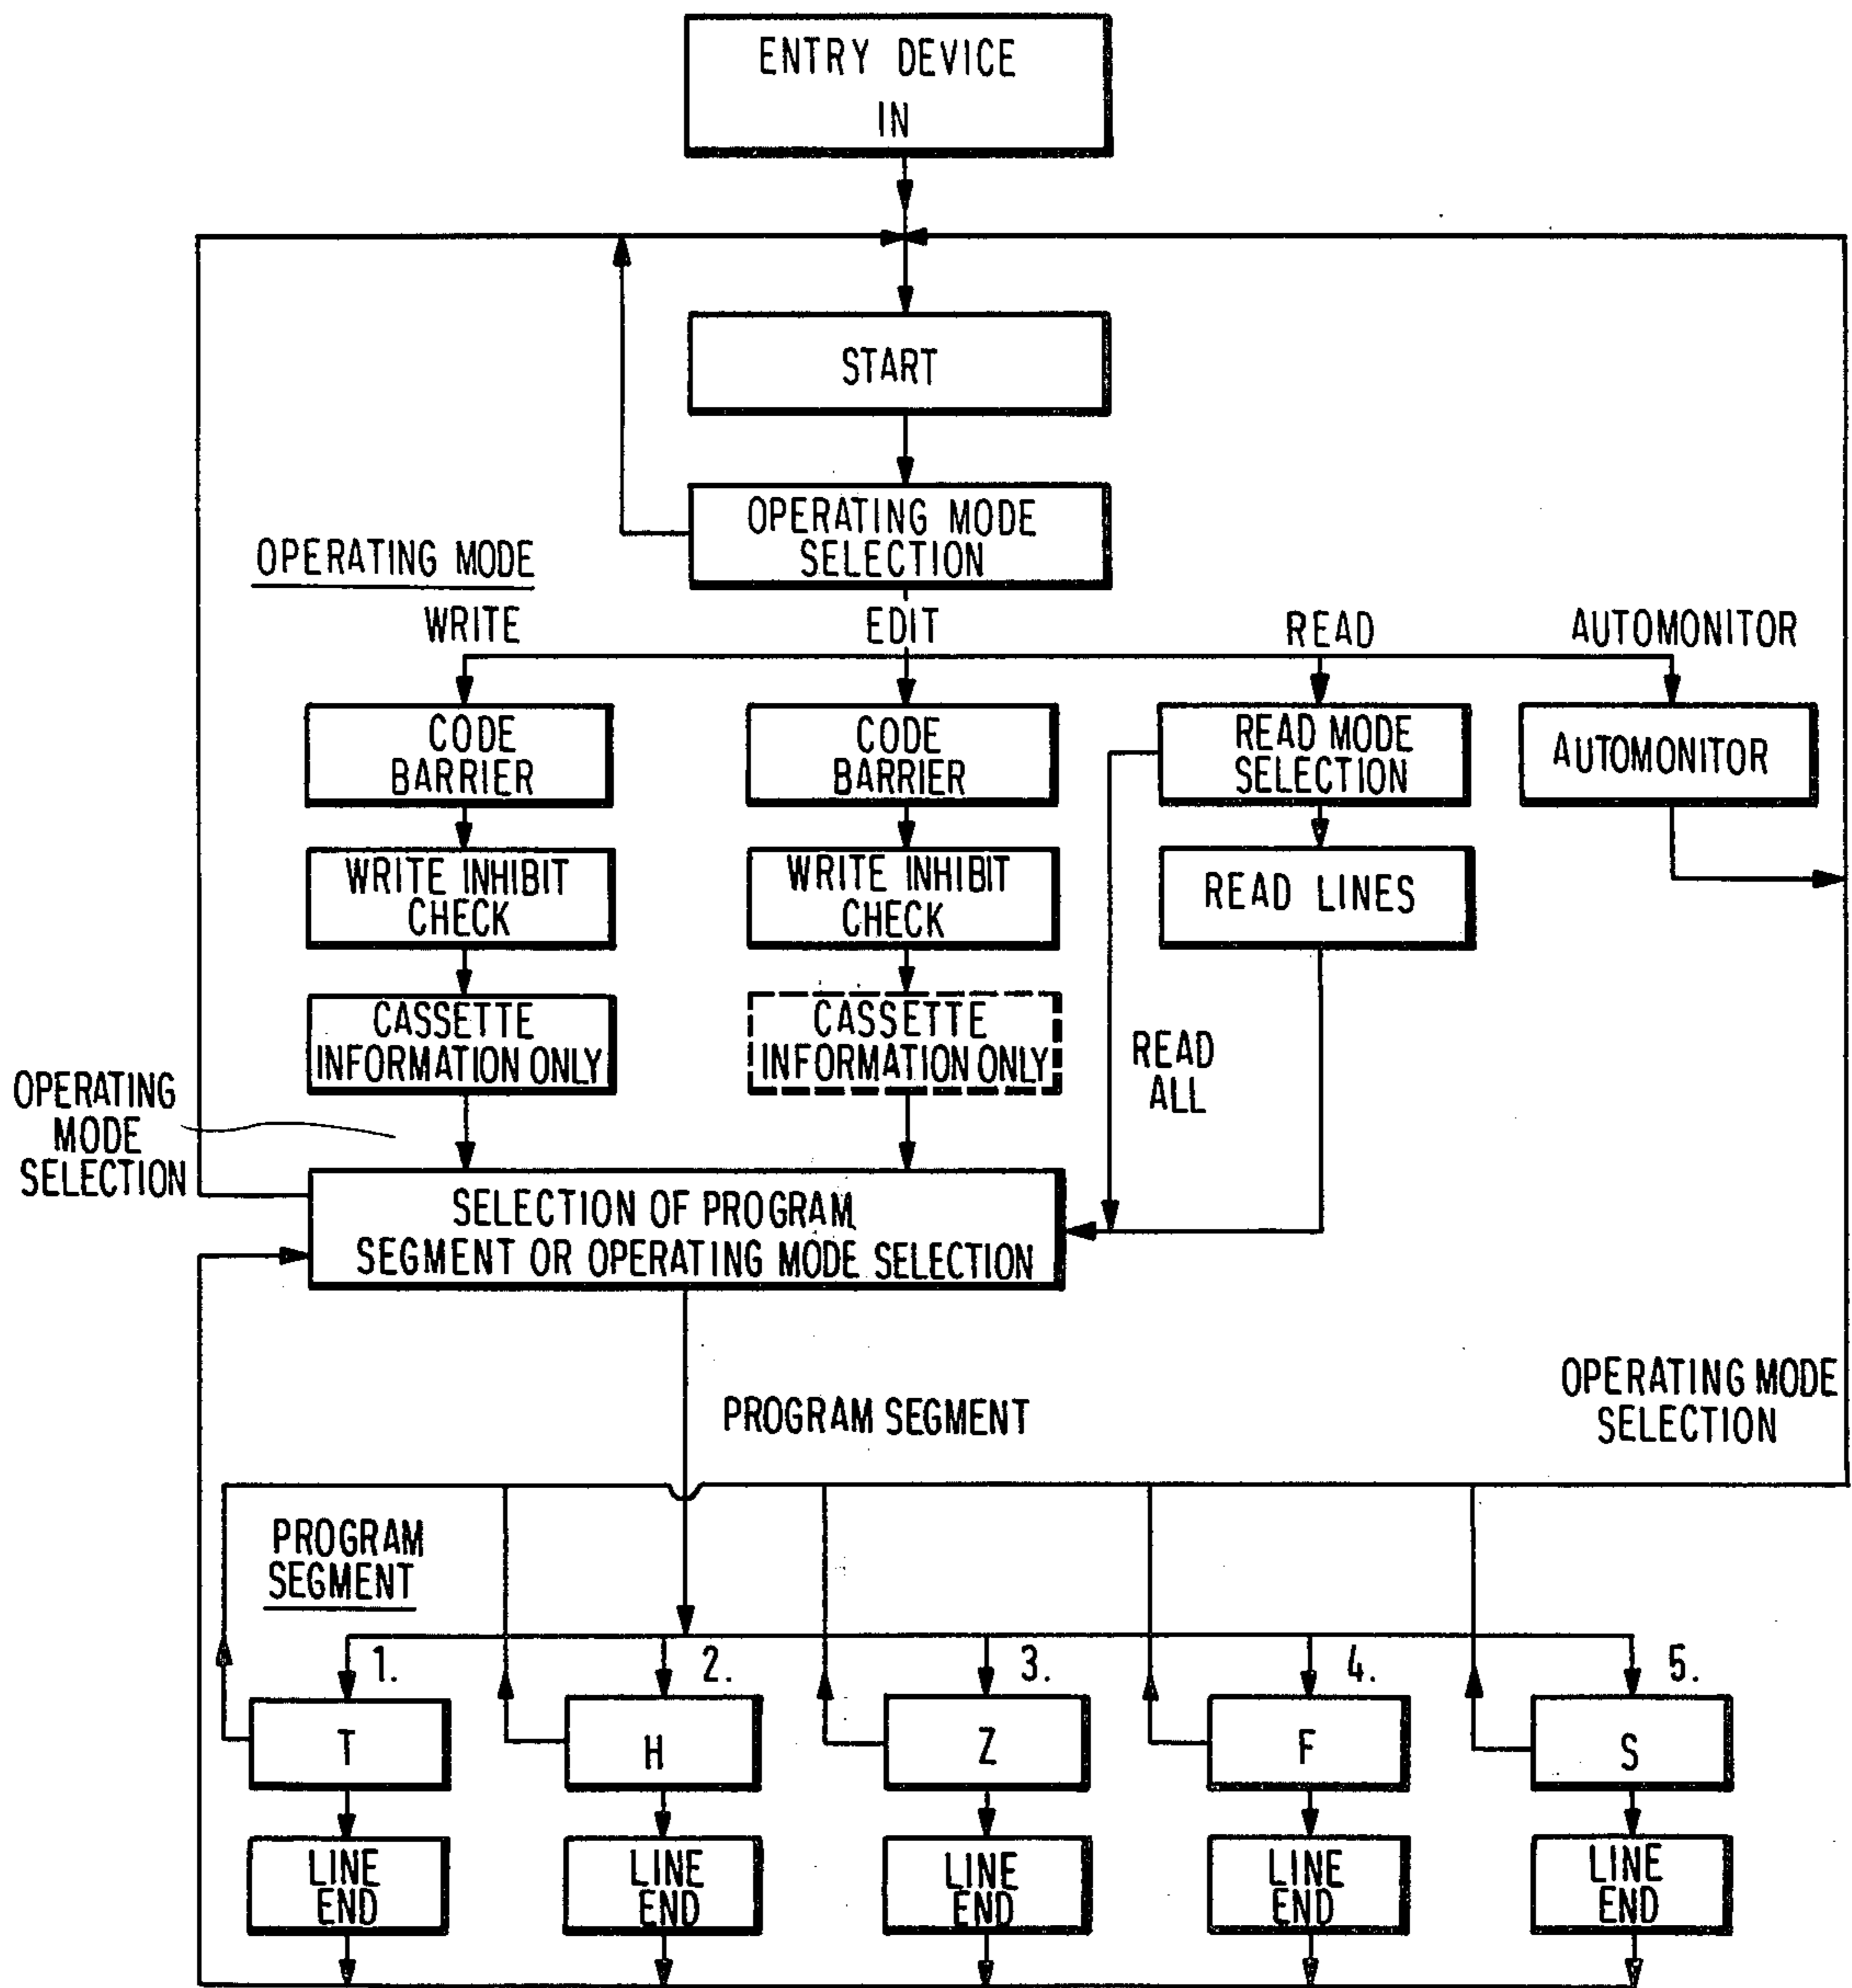 ENTRY DEVICE
IN
START
OPERATING MODE
SELECTION
OPERATING MODE
WRITE
EDIT
READ
AUTOMONITOR
CODE
BARRIER
CODE
BARRIER
READ MODE
SELECTION
AUTOMONITOR
WRITE INHIBIT
CHECK
WRITE INHIBIT
CHECK
READ LINES
CASSETTE
INFORMATION ONLY
CASSETTE
INFORMATION ONLY
READ
ALL
OPERATING
MODE
SELECTION
SELECTION OF PROGRAM
SEGMENT OR OPERATING MODE SELECTION
PROGRAM SEGMENT
OPERATING MODE
SELECTION
PROGRAM
SEGMENT
1.
2.
3.
4.
5.
T
H
Z
F
S
LINE
END
LINE
END
LINE
END
LINE
END
LINE
END